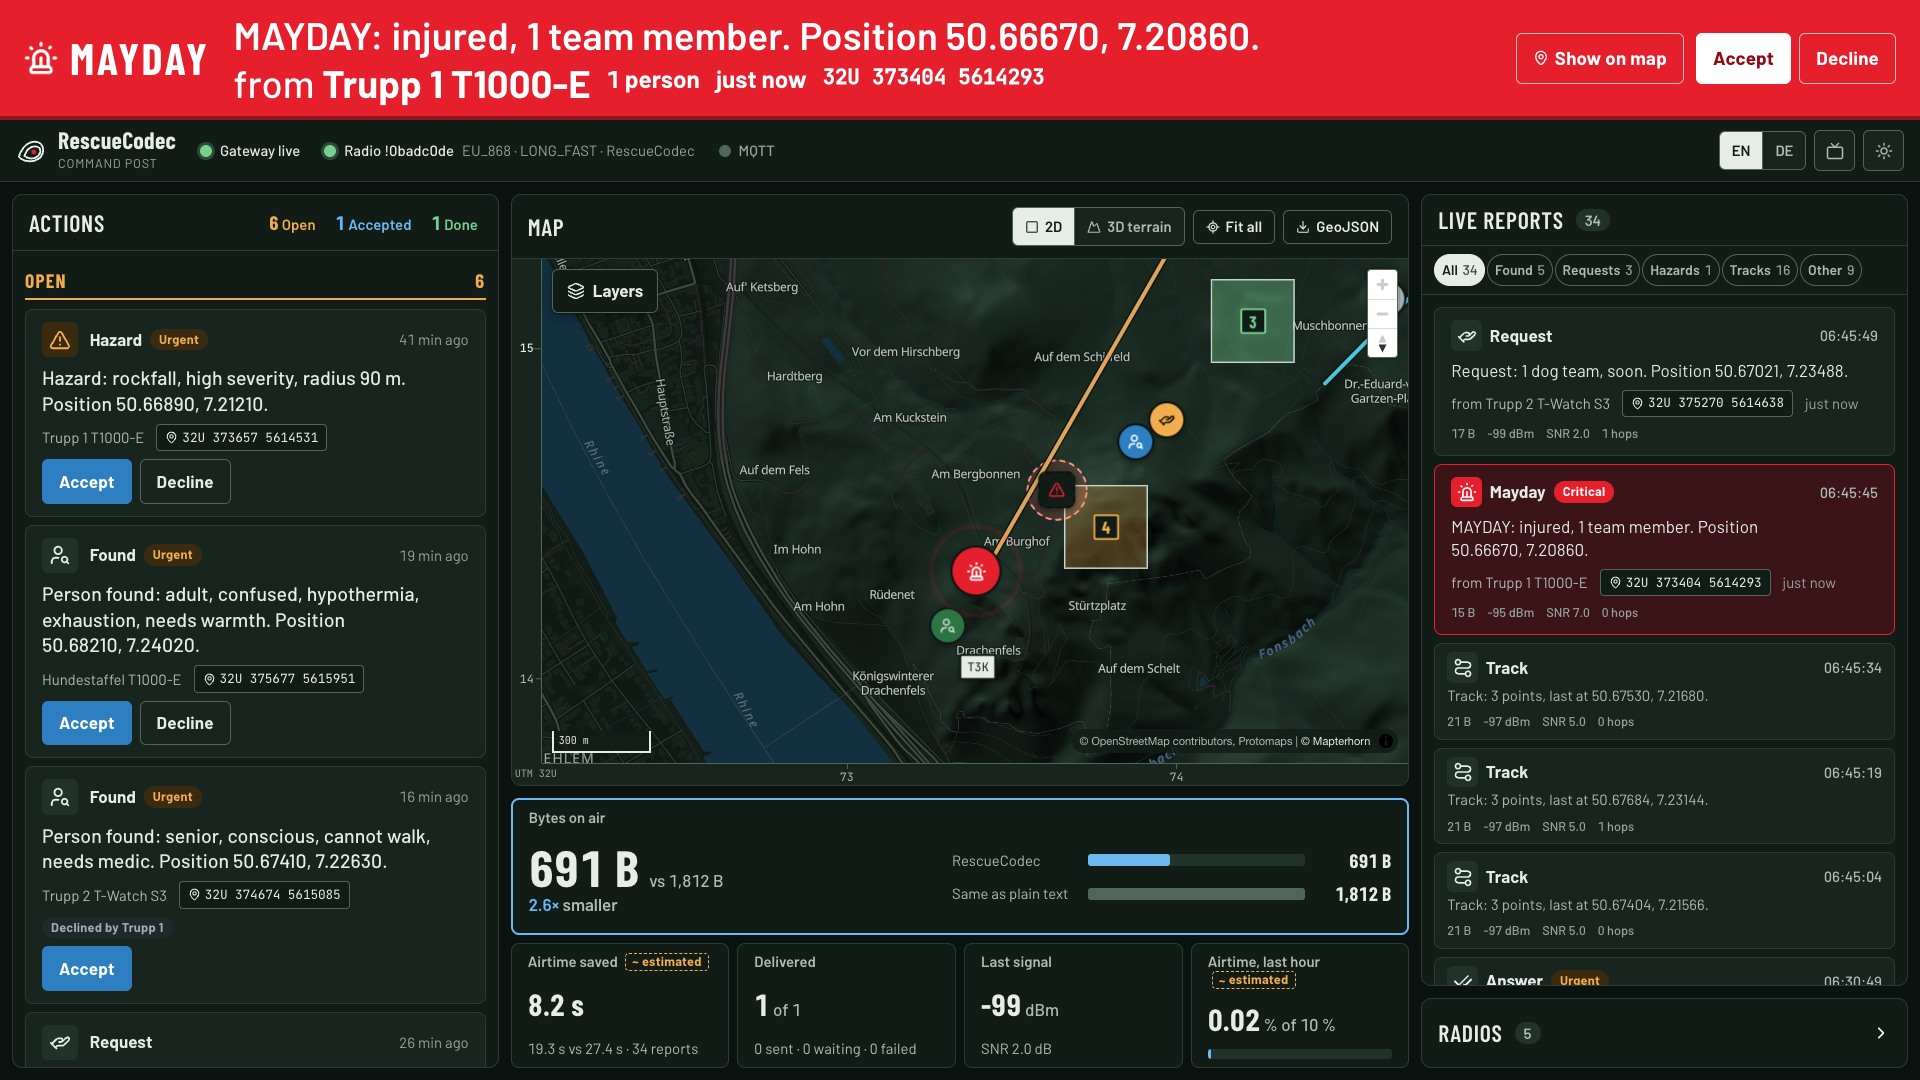 MAYDAY
MAYDAY: injured, 1 team member. Position 50.66670, 7.20860.
from Trupp 1 T1000-E 1 person just now 32U 373404 5614293
Show on map
Accept
Decline
RescueCodec
COMMAND POST
Gateway live
Radio !0badc0de EU_868 · LONG_FAST · RescueCodec
MQTT
EN
DE
ACTIONS
6 Open
1 Accepted
1 Done
OPEN
6
Hazard Urgent 41 min ago
Hazard: rockfall, high severity, radius 90 m.
Position 50.66890, 7.21210.
Trupp 1 T1000-E 32U 373657 5614531
Accept
Decline
Found Urgent 19 min ago
Person found: adult, confused, hypothermia,
exhaustion, needs warmth. Position
50.68210, 7.24020.
Hundestaffel T1000-E 32U 375677 5615951
Accept
Decline
Found Urgent 16 min ago
Person found: senior, conscious, cannot walk,
needs medic. Position 50.67410, 7.22630.
Trupp 2 T-Watch S3 32U 374674 5615085
Declined by Trupp 1
Accept
Request 26 min ago
MAP
2D
3D terrain
Fit all
GeoJSON
Layers
Auf' Ketsberg
3
Muschbonner
15
Vor dem Hirschberg
Auf dem Schifeld
Hardtberg
Dr.-Eduard-
Gartzen-Pl
Hauptstraße
Am Kuckstein
Rhine
Auf dem Fels
Am Bergbonnen
4
Im Hohn
Am Burghof
Rüdenet
Am Hohn
Stürtzplatz
Fonsbach
Drachenfels
T3K
Auf dem Schelt
14
Königswinterer
Drachenfels
Rhine
300 m
EHLEM
© OpenStreetMap contributors, Protomaps | © Mapterhorn
bac
UTM 32U
73
74
Bytes on air
691 B vs 1,812 B
2.6× smaller
RescueCodec 691 B
Same as plain text 1,812 B
Airtime saved ~ estimated
8.2 s
19.3 s vs 27.4 s · 34 reports
Delivered
1 of 1
0 sent · 0 waiting · 0 failed
Last signal
-99 dBm
SNR 2.0 dB
Airtime, last hour
~ estimated
0.02 % of 10 %
LIVE REPORTS 34
All 34
Found 5
Requests 3
Hazards 1
Tracks 16
Other 9
Request 06:45:49
Request: 1 dog team, soon. Position 50.67021, 7.23488.
from Trupp 2 T-Watch S3 32U 375270 5614638 just now
17 B -99 dBm SNR 2.0 1 hops
Mayday Critical 06:45:45
MAYDAY: injured, 1 team member. Position
50.66670, 7.20860.
from Trupp 1 T1000-E 32U 373404 5614293 just now
15 B -95 dBm SNR 7.0 0 hops
Track 06:45:34
Track: 3 points, last at 50.67530, 7.21680.
21 B -97 dBm SNR 5.0 0 hops
Track 06:45:19
Track: 3 points, last at 50.67684, 7.23144.
21 B -97 dBm SNR 5.0 1 hops
Track 06:45:04
Track: 3 points, last at 50.67404, 7.21566.
21 B -97 dBm SNR 5.0 0 hops
Answer Urgent 06:30:49
RADIOS 5